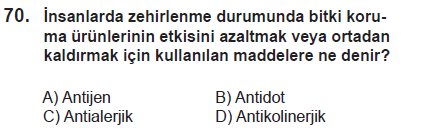 70. İnsanlarda zehirlenme durumunda bitki koru-
ma ürünlerinin etkisini azaltmak veya ortadan
kaldırmak için kullanılan maddelere ne denir?
A) Antijen B) Antidot
C) Antialerjik D) Antikolinerjik